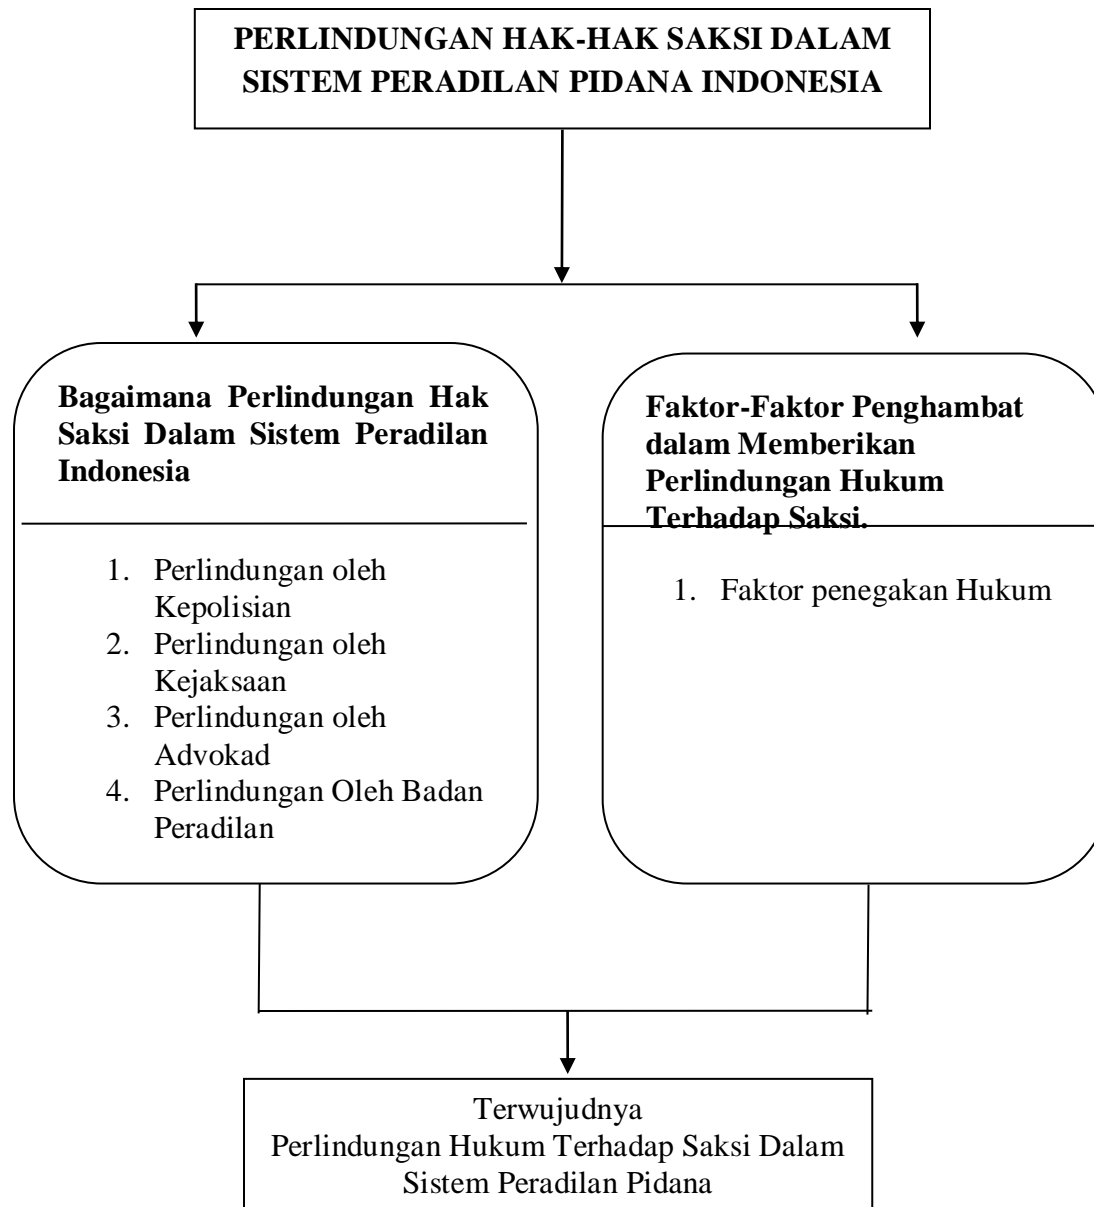 PERLINDUNGAN HAK-HAK SAKSI DALAM
SISTEM PERADILAN PIDANA INDONESIA
Bagaimana Perlindungan Hak
Saksi Dalam Sistem Peradilan
Indonesia
1. Perlindungan oleh
Kepolisian
2. Perlindungan oleh
Kejaksaan
3. Perlindungan oleh
Advokad
4. Perlindungan Oleh Badan
Peradilan
Faktor-Faktor Penghambat
dalam Memberikan
Perlindungan Hukum
Terhadap Saksi.
1. Faktor penegakan Hukum
Terwujudnya
Perlindungan Hukum Terhadap Saksi Dalam
Sistem Peradilan Pidana